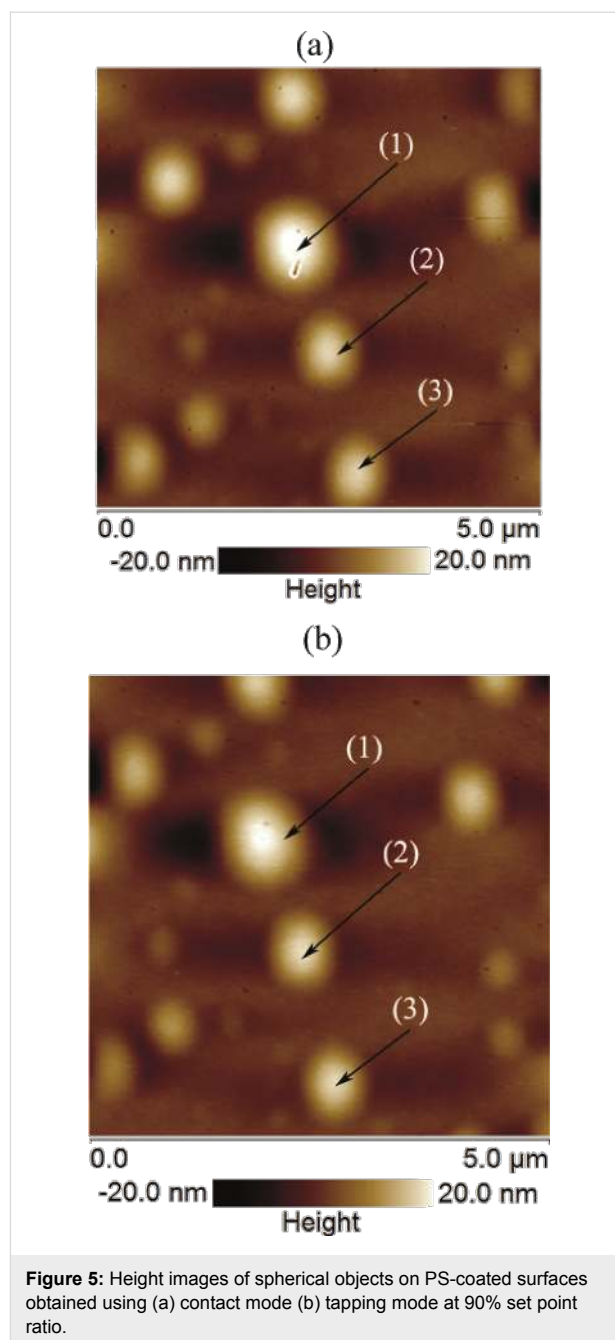 (a)
(1)
(2)
(3)
0.0 5.0 µm
-20.0 nm 20.0 nm
Height
(b)
(1)
(2)
(3)
0.0 5.0 µm
-20.0 nm 20.0 nm
Height
Figure 5: Height images of spherical objects on PS-coated surfaces
obtained using (a) contact mode (b) tapping mode at 90% set point
ratio.